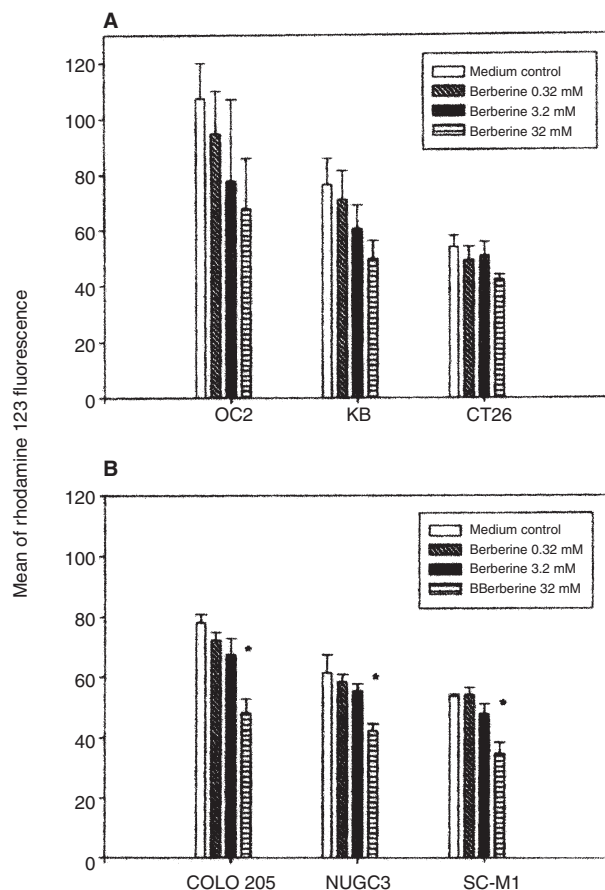 A
120
100
80
60
40
20
0
Medium control
Berberine 0.32 mM
Berberine 3.2 mM
Berberine 32 mM
OC2 KB CT26
Mean of rhodamine 123 fluorescence
B
120
100
80
60
40
20
0
Medium control
Berberine 0.32 mM
Berberine 3.2 mM
BBerberine 32 mM
* * *
COLO 205 NUGC3 SC-M1